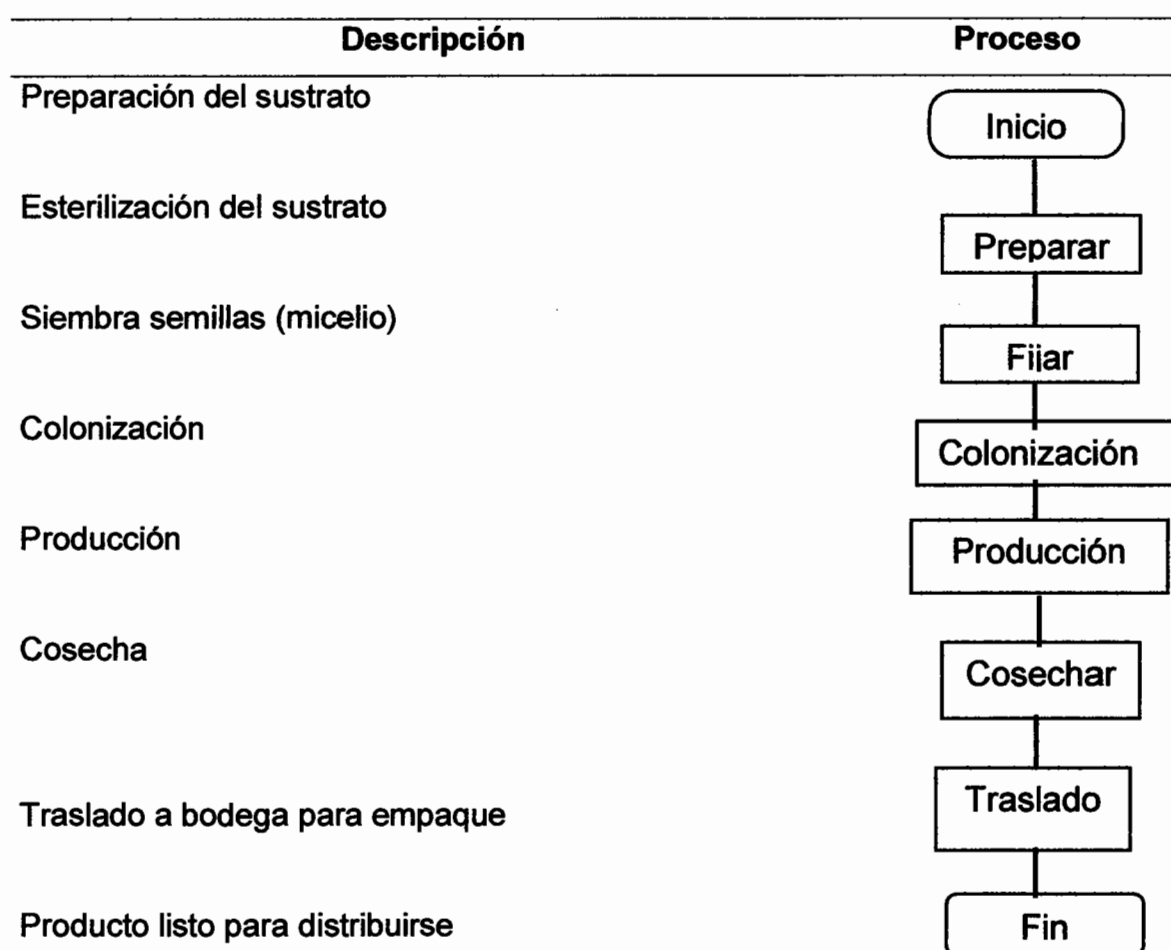 Descripción Proceso
Preparación del sustrato
Inicio
Esterilización del sustrato
Preparar
Siembra semillas (micelio)
Fijar
Colonización
Colonización
Producción
Producción
Cosecha
Cosechar
Traslado a bodega para empaque
Traslado
Producto listo para distribuirse
Fin